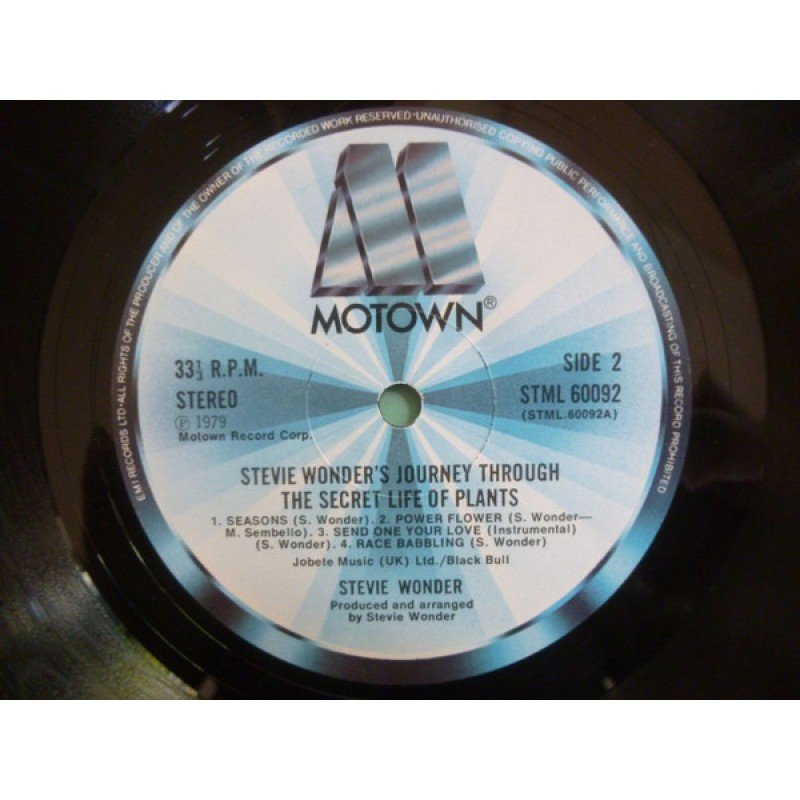 EMI RECORDS LTD·ALL RIGHTS OF THE PRODUCER AND OF THE OWNER OF THE RECORDED WORK RESERVED·UNAUTHORISED COPYING PUBLIC PERFORMANCE AND BROADCASTING OF THIS RECORD PROHIBITED
MOTOWN®
33⅓ R.P.M.
STEREO
℗ 1979
Motown Record Corp.
SIDE 2
STML 60092
(STML.60092A)
STEVIE WONDER'S JOURNEY THROUGH
THE SECRET LIFE OF PLANTS
1. SEASONS (S. Wonder). 2. POWER FLOWER (S. Wonder—
M. Sembello). 3. SEND ONE YOUR LOVE (Instrumental)
(S. Wonder). 4. RACE BABBLING (S. Wonder)
Jobete Music (UK) Ltd./Black Bull
STEVIE WONDER
Produced and arranged
by Stevie Wonder